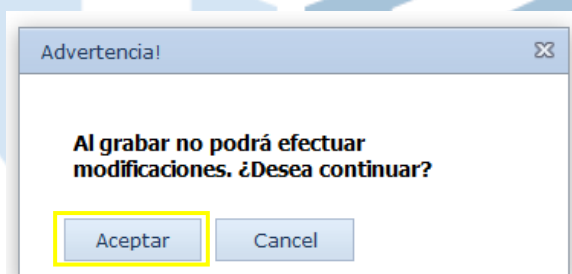 Advertencia!
Al grabar no podrá efectuar
modificaciones. ¿Desea continuar?
Aceptar
Cancel